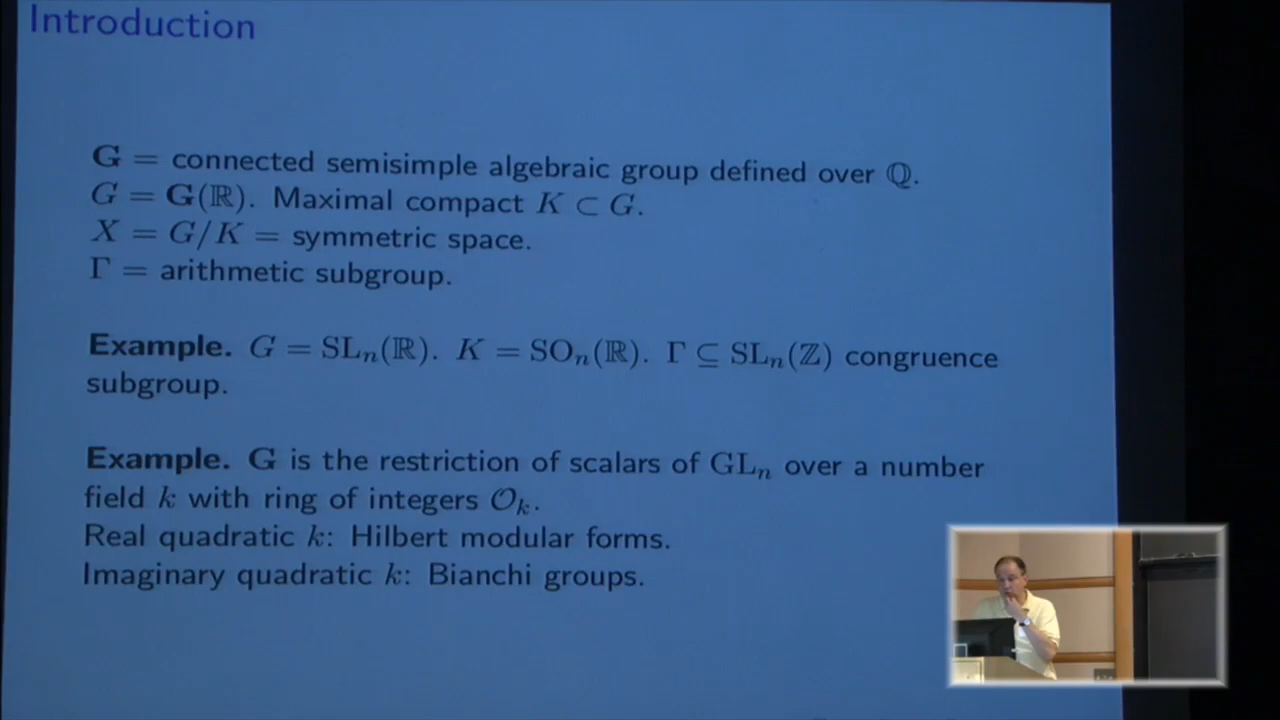 Introduction
𝐆 = connected semisimple algebraic group defined over ℚ.
G = 𝐆(ℝ). Maximal compact K ⊂ G.
X = G/K = symmetric space.
Γ = arithmetic subgroup.
Example. G = SLₙ(ℝ). K = SOₙ(ℝ). Γ ⊆ SLₙ(ℤ) congruence
subgroup.
Example. 𝐆 is the restriction of scalars of GLₙ over a number
field k with ring of integers 𝒪ₖ.
Real quadratic k: Hilbert modular forms.
Imaginary quadratic k: Bianchi groups.